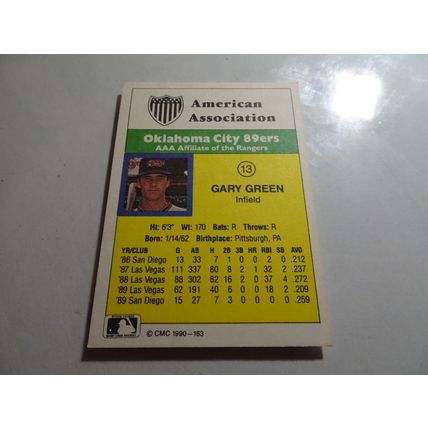 American
Association
Oklahoma City 89ers
AAA Affiliate of the Rangers
13
GARY GREEN
Infield
Ht: 6'3" Wt: 170 Bats: R Throws: R
Born: 1/14/62 Birthplace: Pittsburgh, PA
YR/CLUB G AB H 2B 3B HR RBI SB AVG
'86 San Diego 13 33 7 1 0 0 2 0 .212
'87 Las Vegas 111 337 80 8 2 1 32 2 .237
'88 Las Vegas 88 302 82 16 2 0 37 4 .272
'89 Las Vegas 62 191 40 6 0 0 18 2 .209
'89 San Diego 15 27 7 3 0 0 0 0 .259
© CMC 1990–163